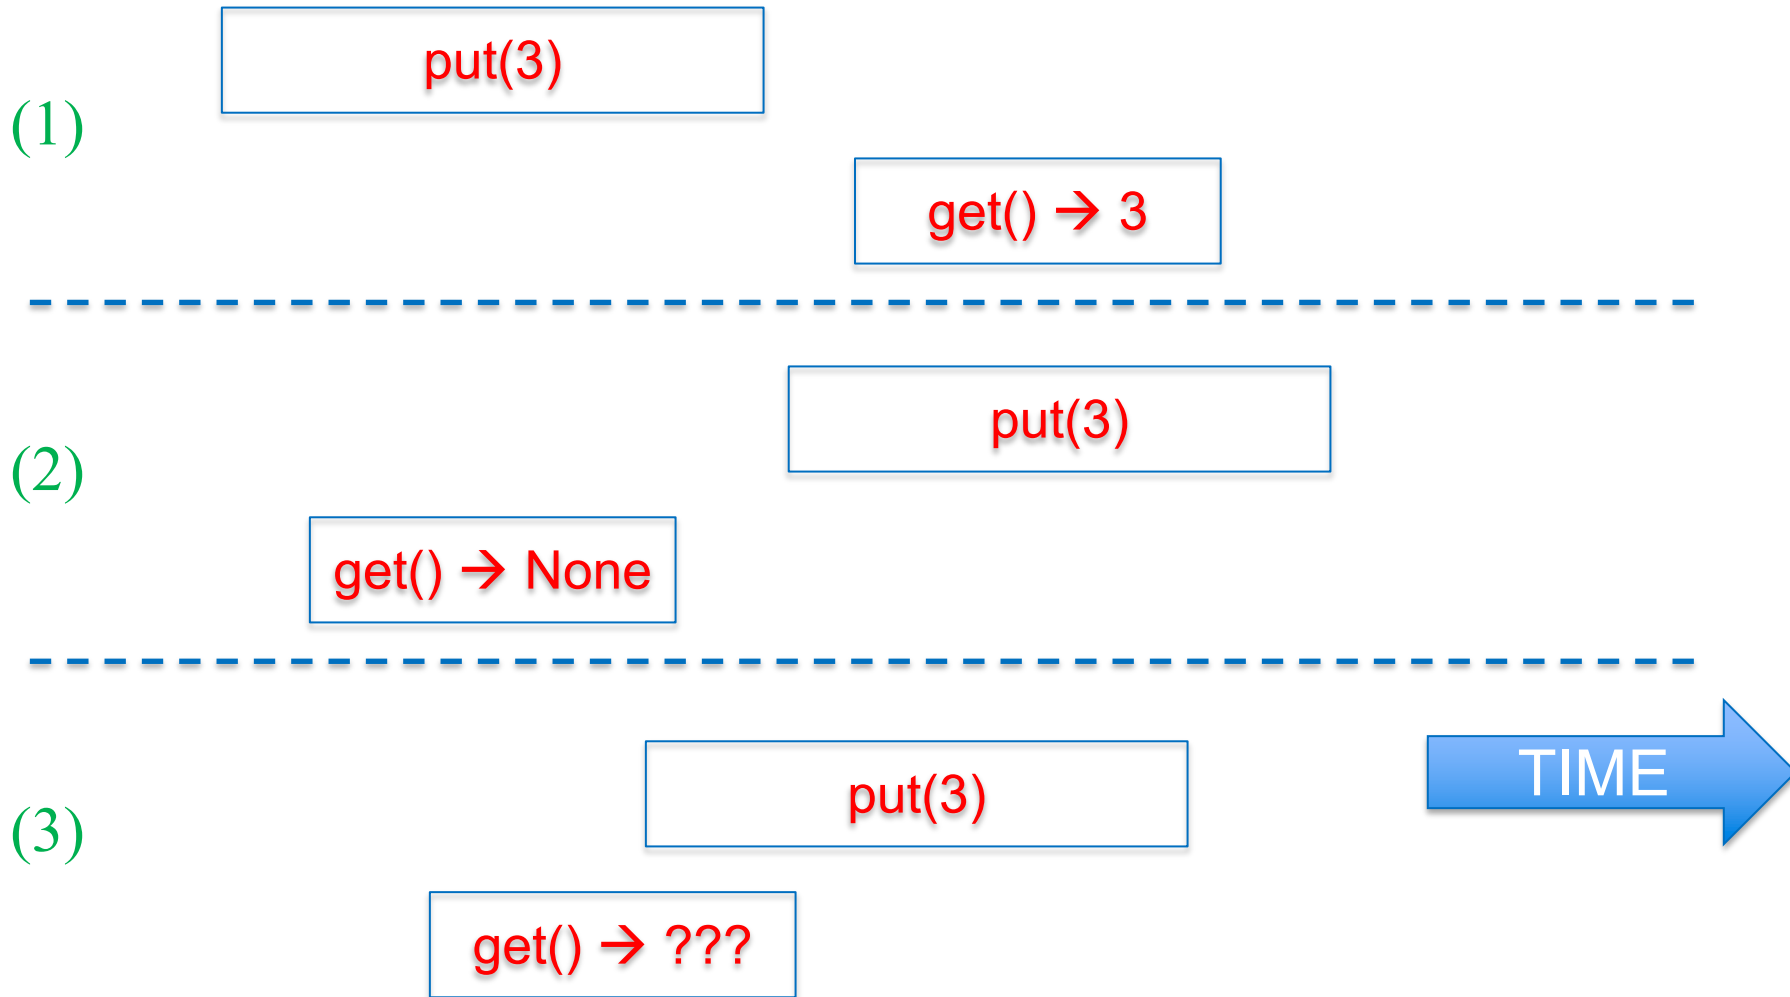 put(3)
(1)
get() → 3
put(3)
(2)
get() → None
put(3)
TIME
(3)
get() → ???